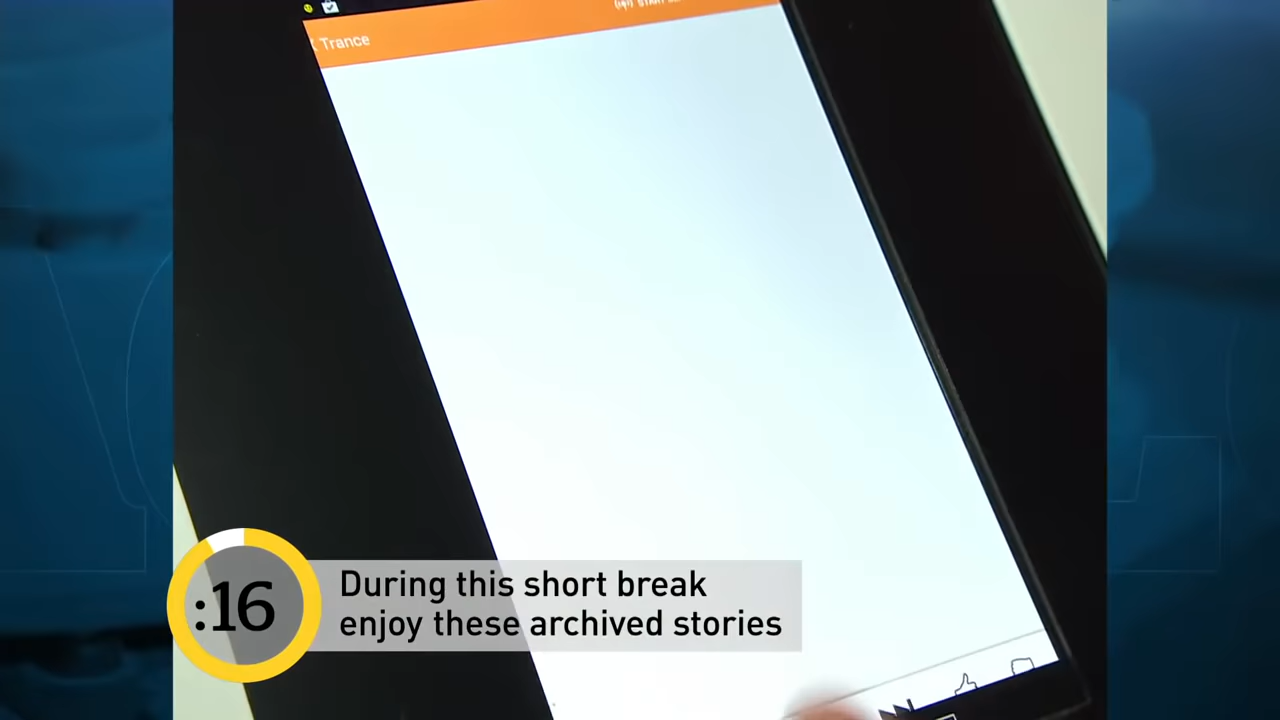 Trance
:16
During this short break
enjoy these archived stories